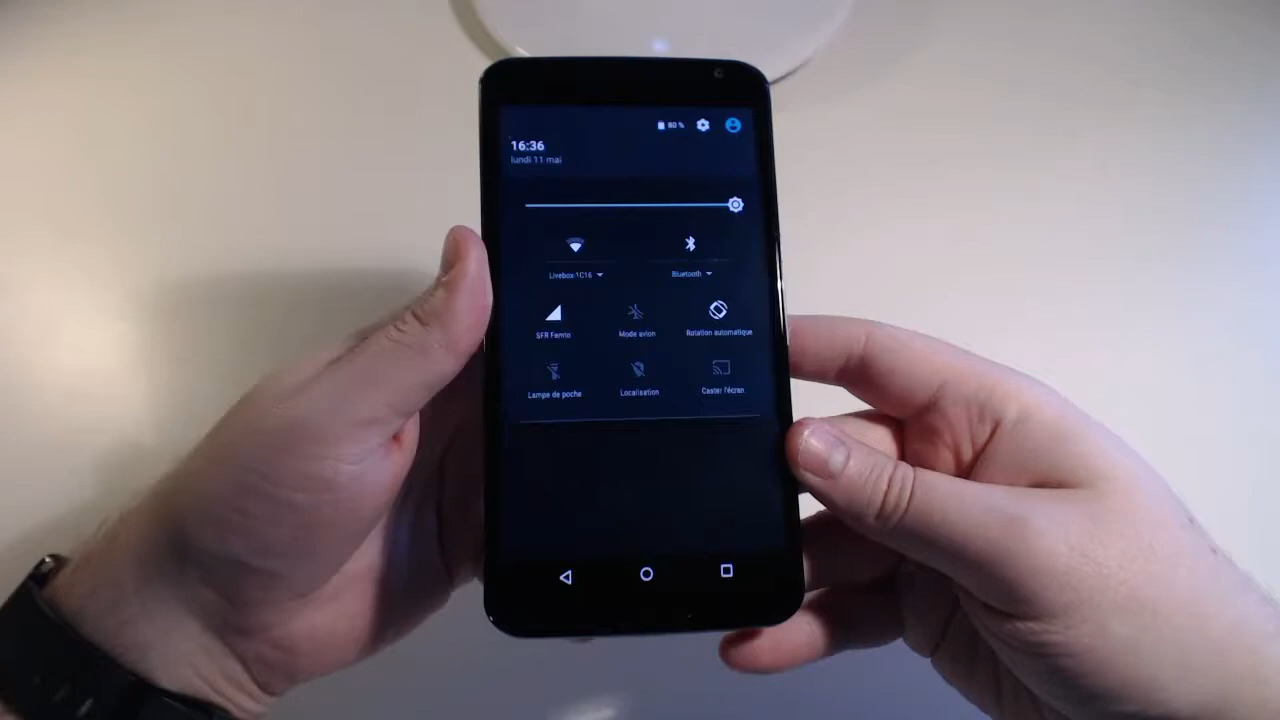 80 %
16:36
lundi 11 mai
Livebox-1C16
Bluetooth
SFR Femto
Mode avion
Rotation automatique
Lampe de poche
Localisation
Caster l'écran